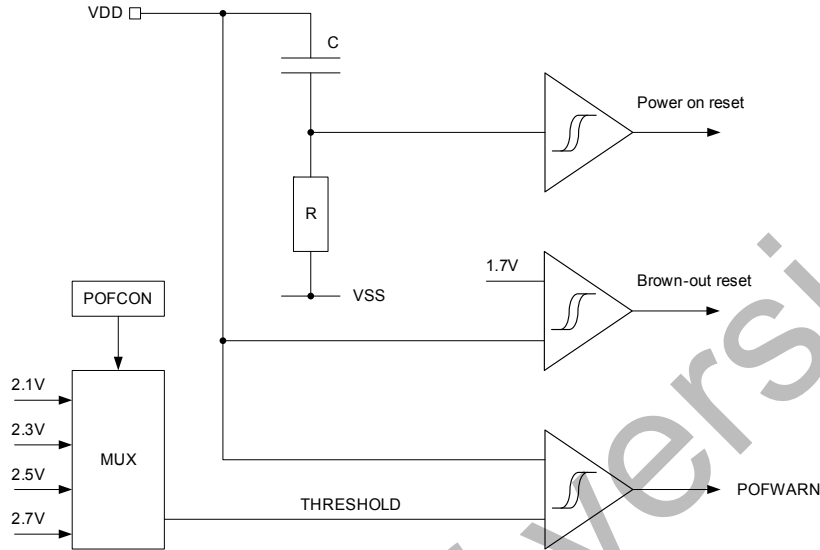 VDD
C
Power on reset
R
1.7V
VSS
Brown-out reset
POFCON
2.1V
2.3V
MUX
2.5V
THRESHOLD
POFWARN
2.7V